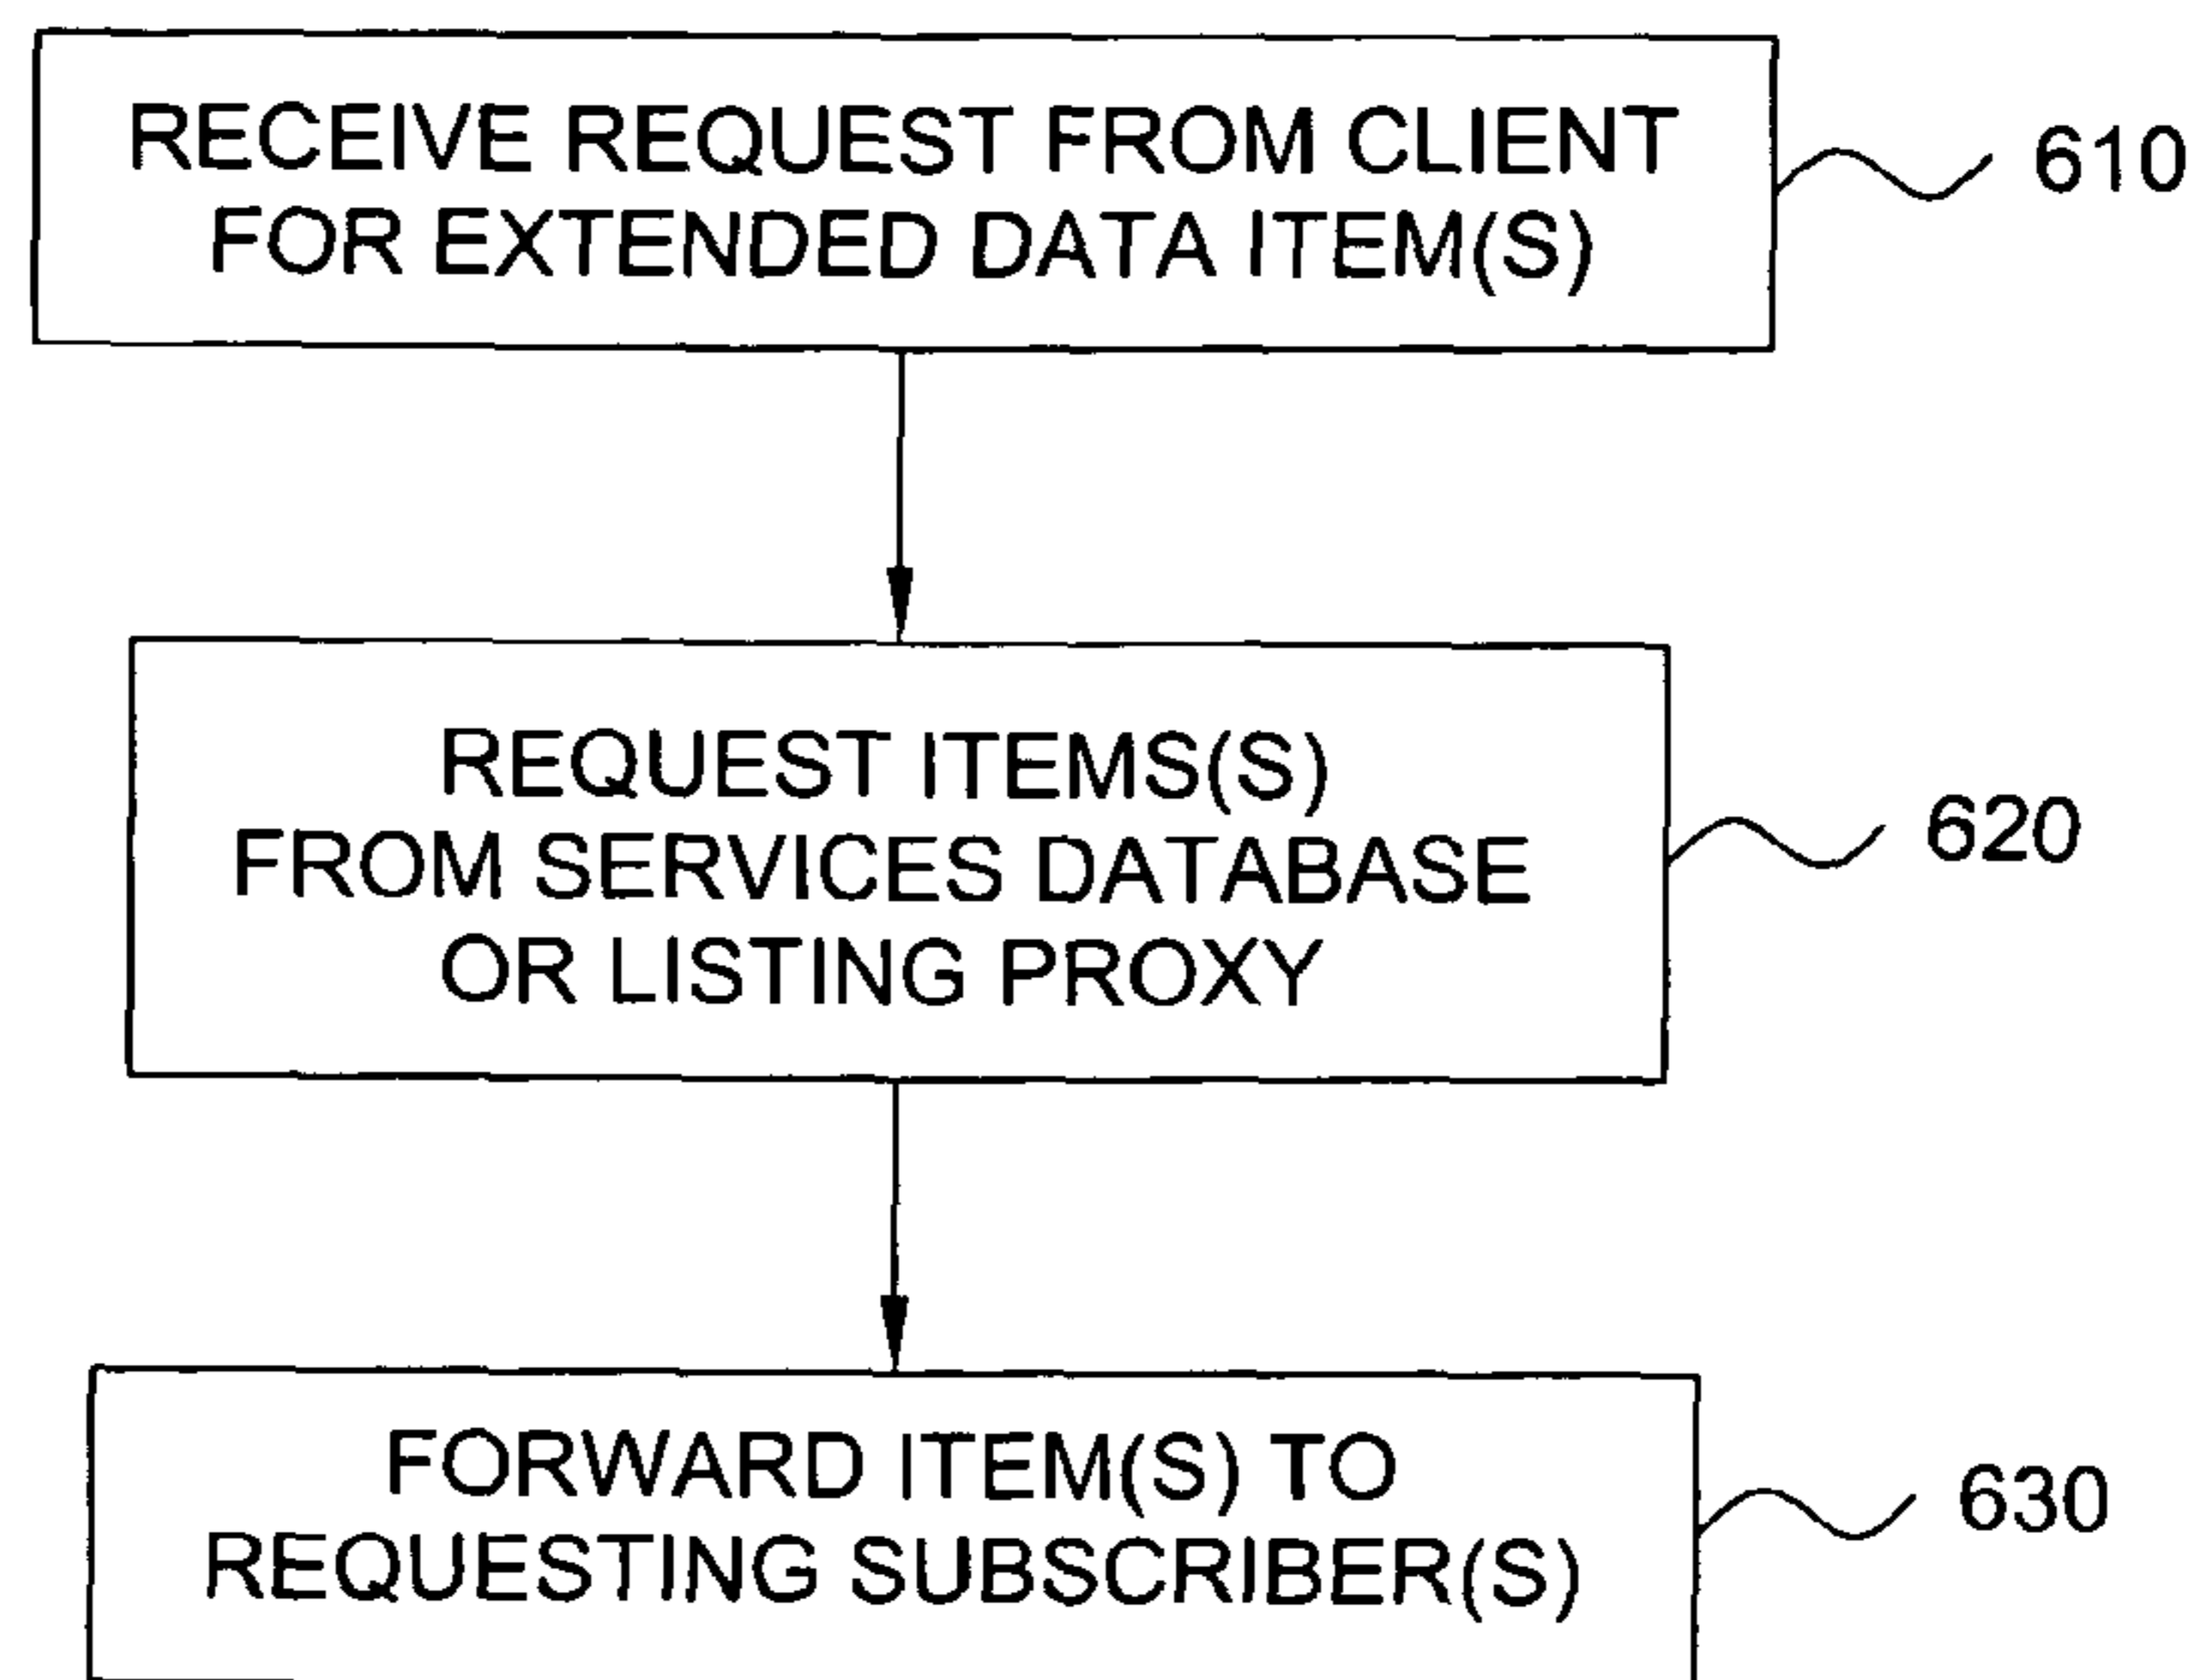 RECEIVE REQUEST FROM CLIENT
FOR EXTENDED DATA ITEM(S)
610
REQUEST ITEMS(S)
FROM SERVICES DATABASE
OR LISTING PROXY
620
FORWARD ITEM(S) TO
REQUESTING SUBSCRIBER(S)
630